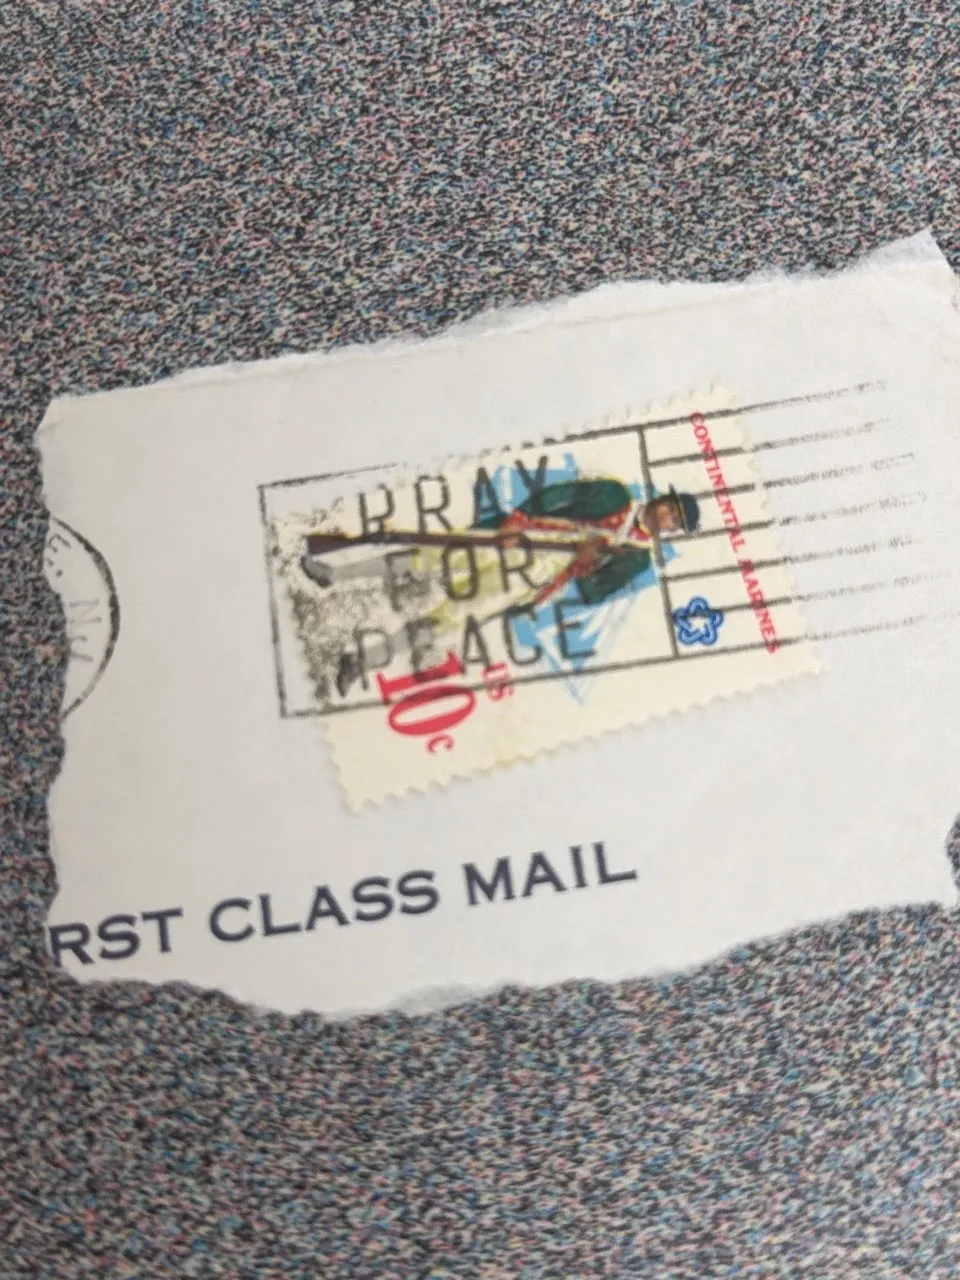 PRAY
FOR
PEACE
CONTINENTAL MARINES
US
10c
E, N.Y.
RST CLASS MAIL